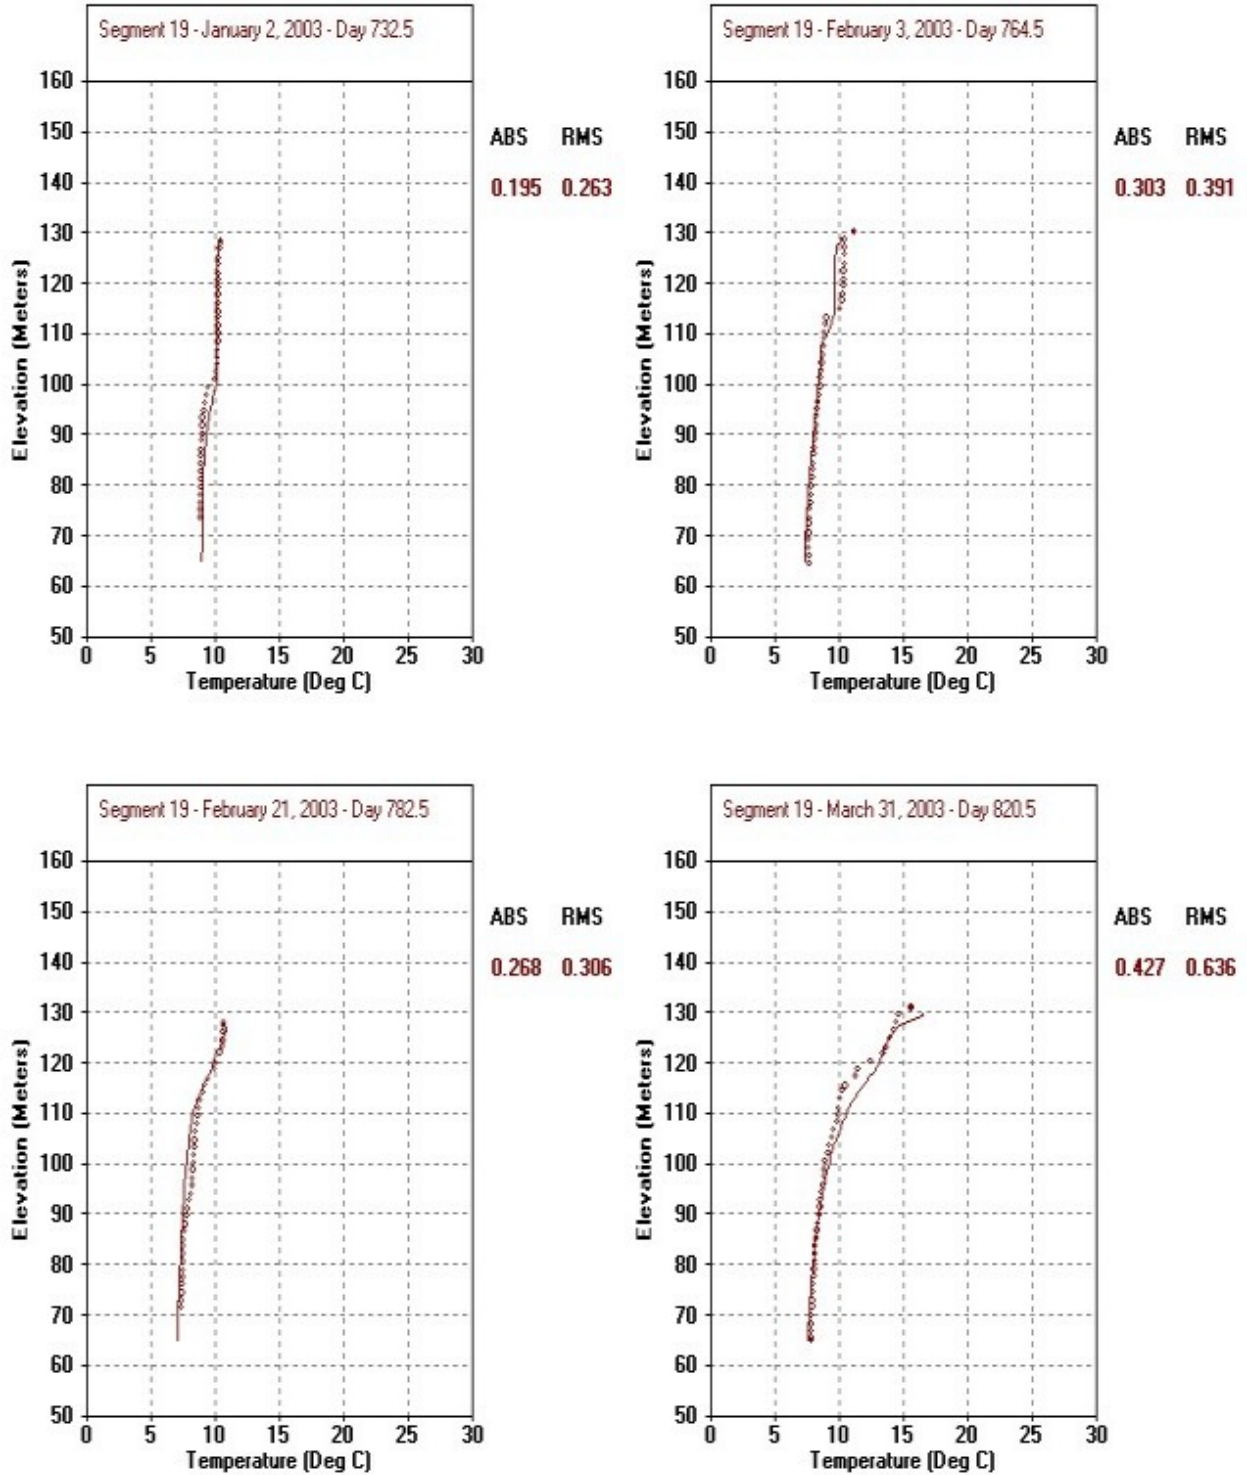 Segment 19 - January 2, 2003 - Day 732.5
160
150
140
130
120
110
100
90
80
70
60
50
0 5 10 15 20 25 30
Elevation (Meters)
Temperature (Deg C)
ABS RMS
0.195 0.263
Segment 19 - February 3, 2003 - Day 764.5
160
150
140
130
120
110
100
90
80
70
60
50
0 5 10 15 20 25 30
Elevation (Meters)
Temperature (Deg C)
ABS RMS
0.303 0.391
Segment 19 - February 21, 2003 - Day 782.5
160
150
140
130
120
110
100
90
80
70
60
50
0 5 10 15 20 25 30
Elevation (Meters)
Temperature (Deg C)
ABS RMS
0.268 0.306
Segment 19 - March 31, 2003 - Day 820.5
160
150
140
130
120
110
100
90
80
70
60
50
0 5 10 15 20 25 30
Elevation (Meters)
Temperature (Deg C)
ABS RMS
0.427 0.636